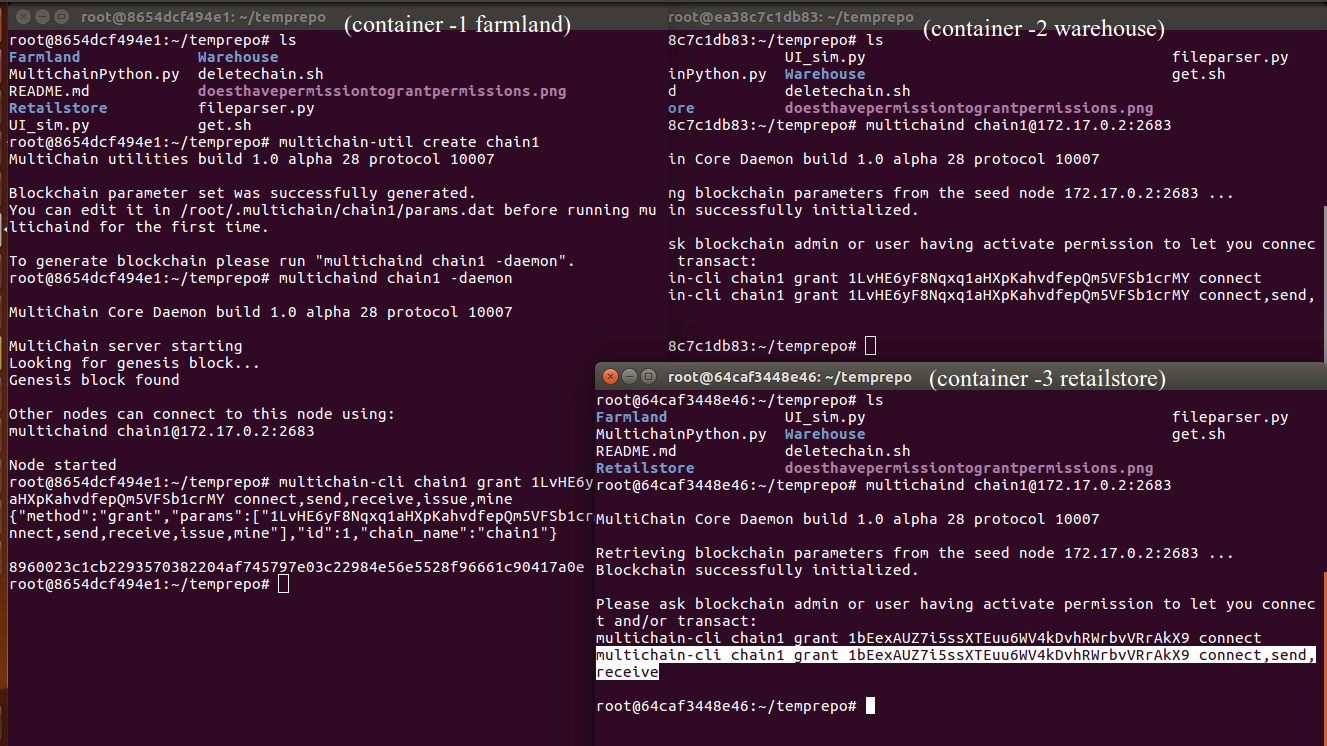 root@8654dcf494e1: ~/temprepo
(container -1 farmland)
root@8654dcf494e1:~/temprepo# ls
Farmland Warehouse
MultichainPython.py deletechain.sh
README.md doesthavepermissiontograntpermissions.png
Retailstore fileparser.py
UI_sim.py get.sh
root@8654dcf494e1:~/temprepo# multichain-util create chain1
MultiChain utilities build 1.0 alpha 28 protocol 10007
Blockchain parameter set was successfully generated.
You can edit it in /root/.multichain/chain1/params.dat before running mu
ltichaind for the first time.
To generate blockchain please run "multichaind chain1 -daemon".
root@8654dcf494e1:~/temprepo# multichaind chain1 -daemon
MultiChain Core Daemon build 1.0 alpha 28 protocol 10007
MultiChain server starting
Looking for genesis block...
Genesis block found
Other nodes can connect to this node using:
multichaind chain1@172.17.0.2:2683
Node started
root@8654dcf494e1:~/temprepo# multichain-cli chain1 grant 1LvHE6y
aHXpKahvdfepQm5VFSb1crMY connect,send,receive,issue,mine
{"method":"grant","params":["1LvHE6yF8Nqxq1aHXpKahvdfepQm5VFSb1cr
nnect,send,receive,issue,mine"],"id":1,"chain_name":"chain1"}
8960023c1cb2293570382204af745797e03c22984e56e5528f96661c90417a0e
root@8654dcf494e1:~/temprepo#
root@ea38c7c1db83: ~/temprepo
(container -2 warehouse)
8c7c1db83:~/temprepo# ls
UI_sim.py fileparser.py
inPython.py Warehouse get.sh
d deletechain.sh
ore doesthavepermissiontograntpermissions.png
8c7c1db83:~/temprepo# multichaind chain1@172.17.0.2:2683
in Core Daemon build 1.0 alpha 28 protocol 10007
ng blockchain parameters from the seed node 172.17.0.2:2683 ...
in successfully initialized.
sk blockchain admin or user having activate permission to let you connec
transact:
in-cli chain1 grant 1LvHE6yF8Nqxq1aHXpKahvdfepQm5VFSb1crMY connect
in-cli chain1 grant 1LvHE6yF8Nqxq1aHXpKahvdfepQm5VFSb1crMY connect,send,
8c7c1db83:~/temprepo#
root@64caf3448e46: ~/temprepo
(container -3 retailstore)
root@64caf3448e46:~/temprepo# ls
Farmland UI_sim.py fileparser.py
MultichainPython.py Warehouse get.sh
README.md deletechain.sh
Retailstore doesthavepermissiontograntpermissions.png
root@64caf3448e46:~/temprepo# multichaind chain1@172.17.0.2:2683
MultiChain Core Daemon build 1.0 alpha 28 protocol 10007
Retrieving blockchain parameters from the seed node 172.17.0.2:2683 ...
Blockchain successfully initialized.
Please ask blockchain admin or user having activate permission to let you connec
t and/or transact:
multichain-cli chain1 grant 1bEexAUZ7i5ssXTEuu6WV4kDvhRWrbvVRrAkX9 connect
multichain-cli chain1 grant 1bEexAUZ7i5ssXTEuu6WV4kDvhRWrbvVRrAkX9 connect,send,
receive
root@64caf3448e46:~/temprepo#